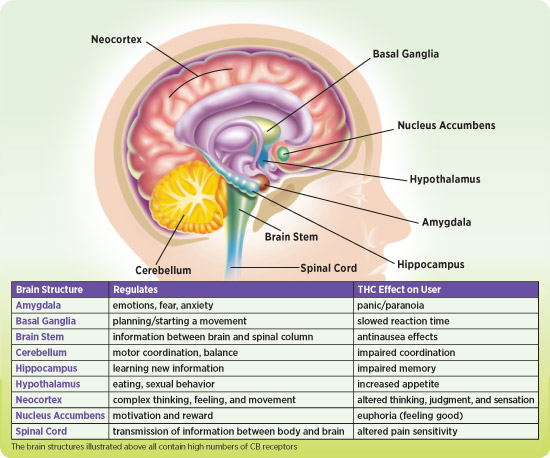 Neocortex
Basal Ganglia
Nucleus Accumbens
Hypothalamus
Amygdala
Brain Stem
Hippocampus
Cerebellum
Spinal Cord
Brain Structure Regulates THC Effect on User
Amygdala emotions, fear, anxiety panic/paranoia
Basal Ganglia planning/starting a movement slowed reaction time
Brain Stem information between brain and spinal column antinausea effects
Cerebellum motor coordination, balance impaired coordination
Hippocampus learning new information impaired memory
Hypothalamus eating, sexual behavior increased appetite
Neocortex complex thinking, feeling, and movement altered thinking, judgment, and sensation
Nucleus Accumbens motivation and reward euphoria (feeling good)
Spinal Cord transmission of information between body and brain altered pain sensitivity
The brain structures illustrated above all contain high numbers of CB receptors